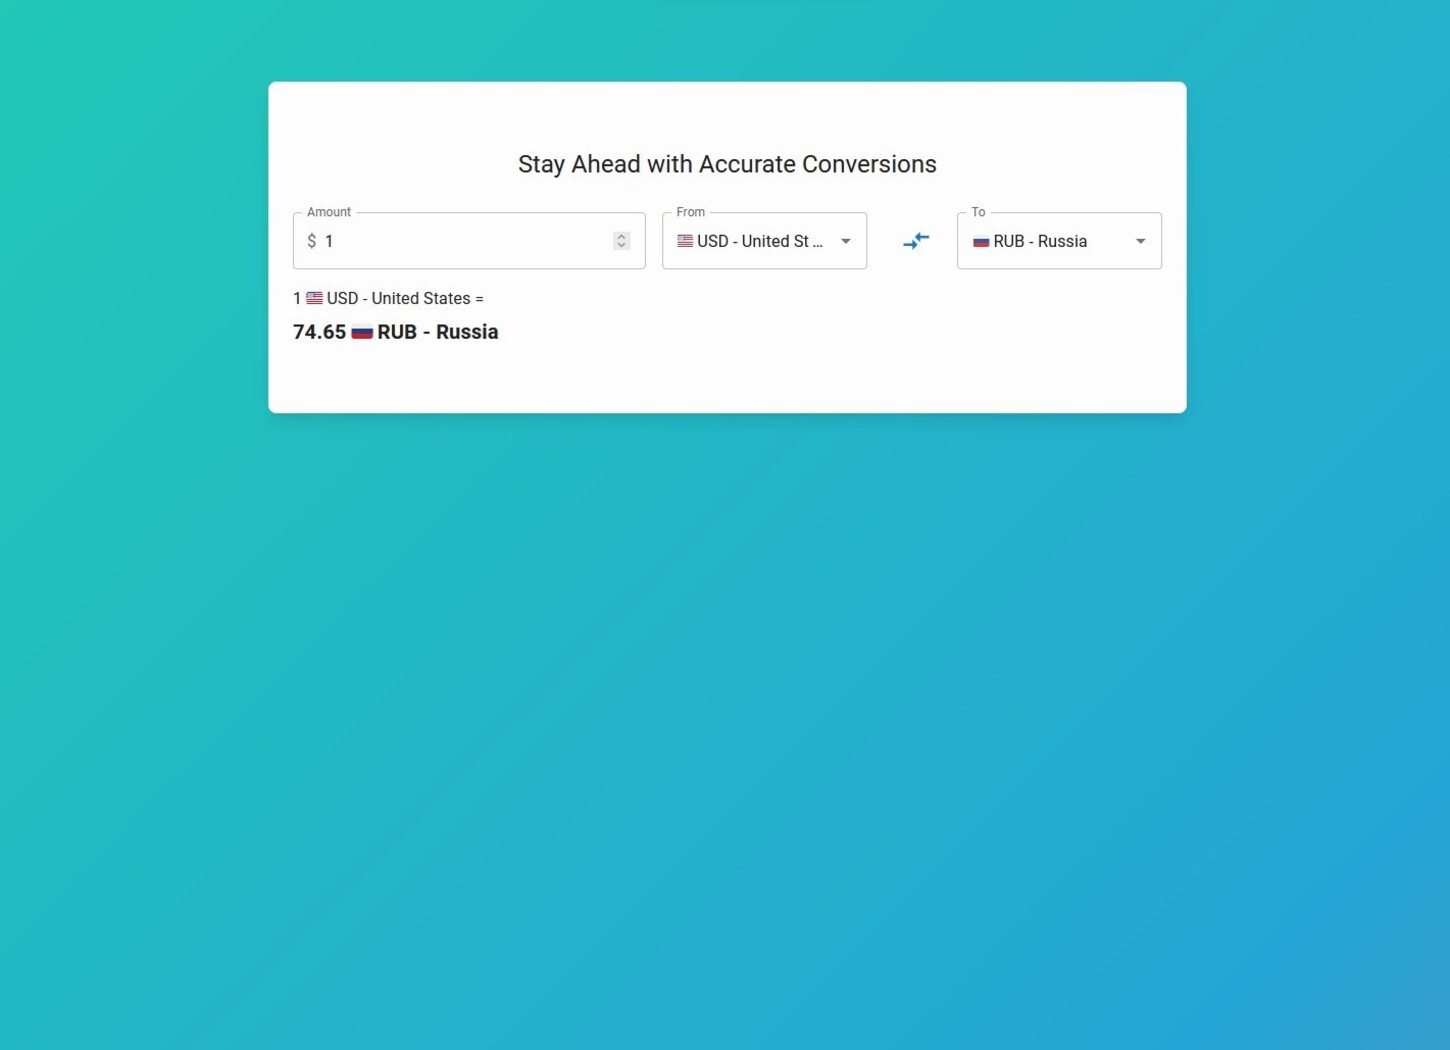 Stay Ahead with Accurate Conversions
Amount
$ 1
From
USD - United St ...
To
RUB - Russia
1 USD - United States =
74.65 RUB - Russia